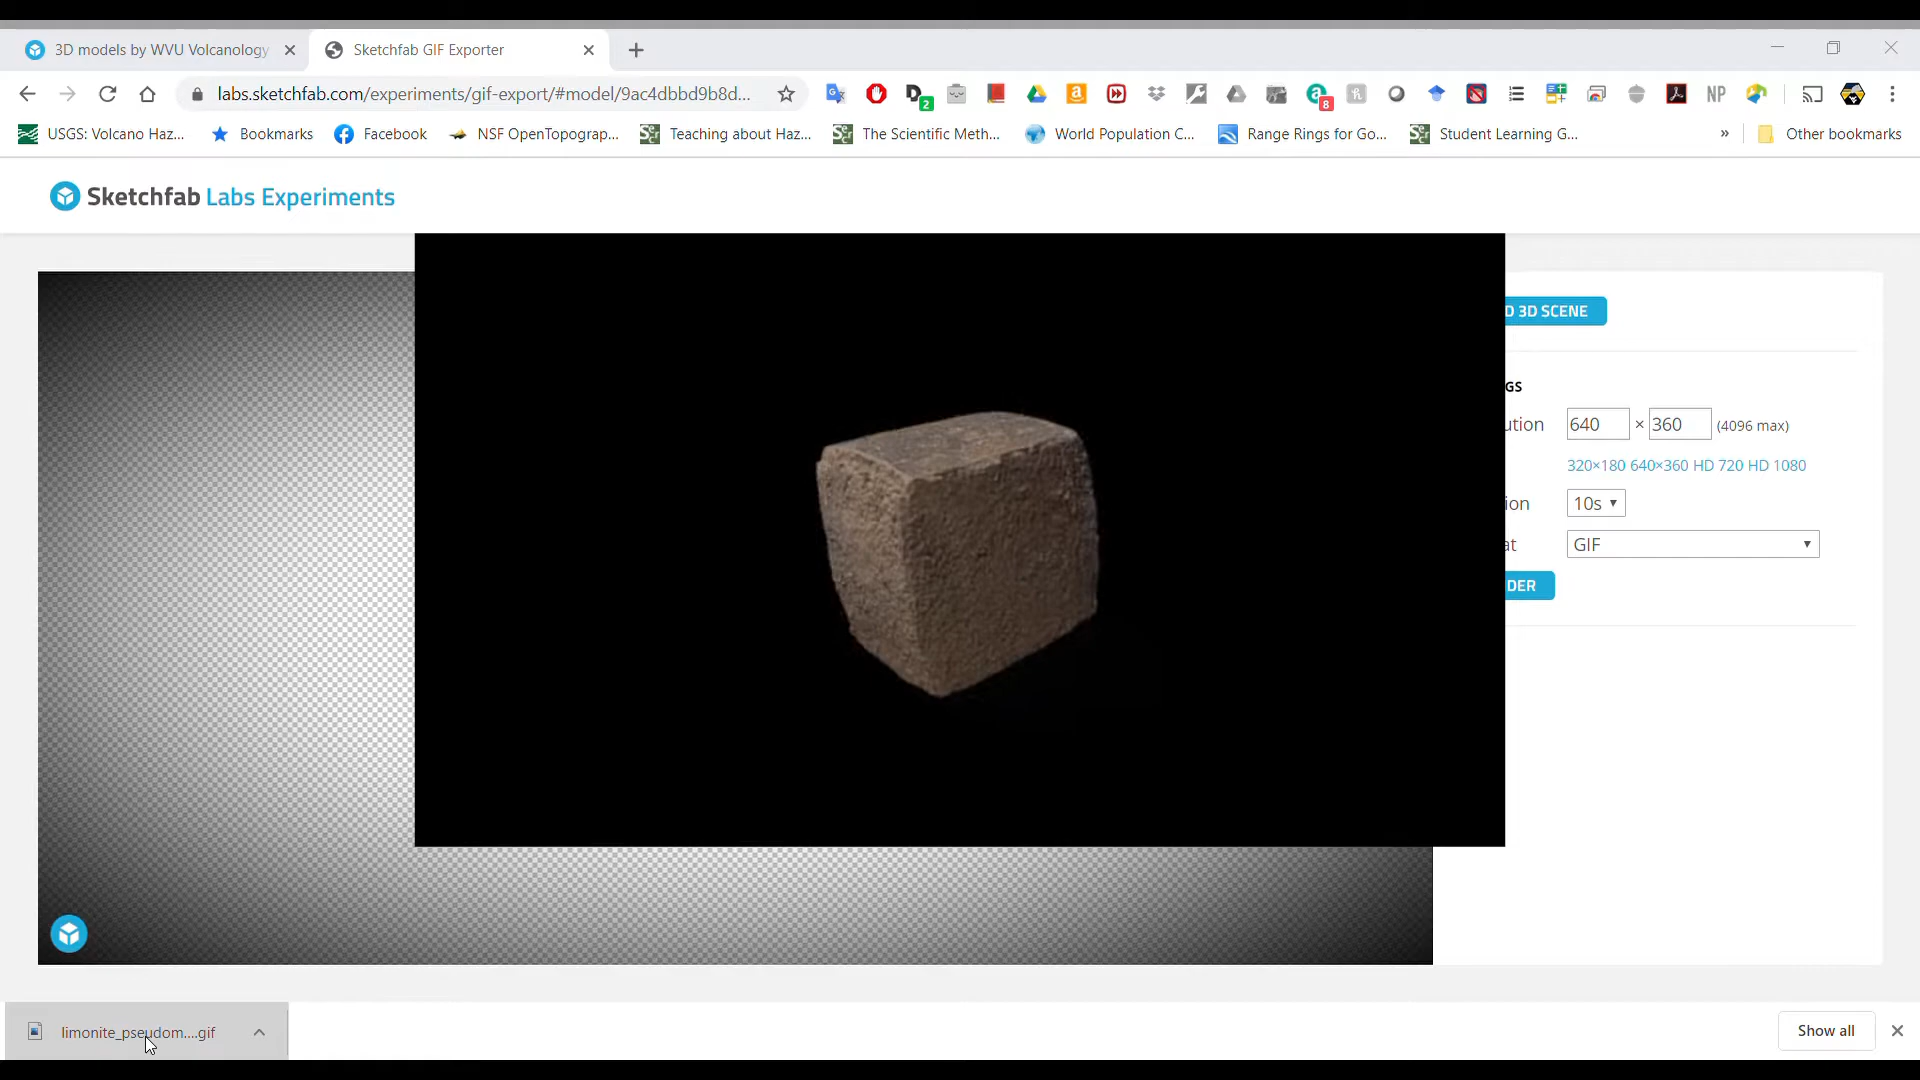 3D models by WVU Volcanology
Sketchfab GIF Exporter
labs.sketchfab.com/experiments/gif-export/#model/9ac4dbbd9b8d...
2
8
NP
USGS: Volcano Haz...
Bookmarks
Facebook
NSF OpenTopograp...
Teaching about Haz...
The Scientific Meth...
World Population C...
Range Rings for Go...
Student Learning G...
»
Other bookmarks
Sketchfab Labs Experiments
D 3D SCENE
GS
ution 640 × 360 (4096 max)
320×180 640×360 HD 720 HD 1080
ion 10s
at GIF
DER
limonite_pseudom....gif
Show all